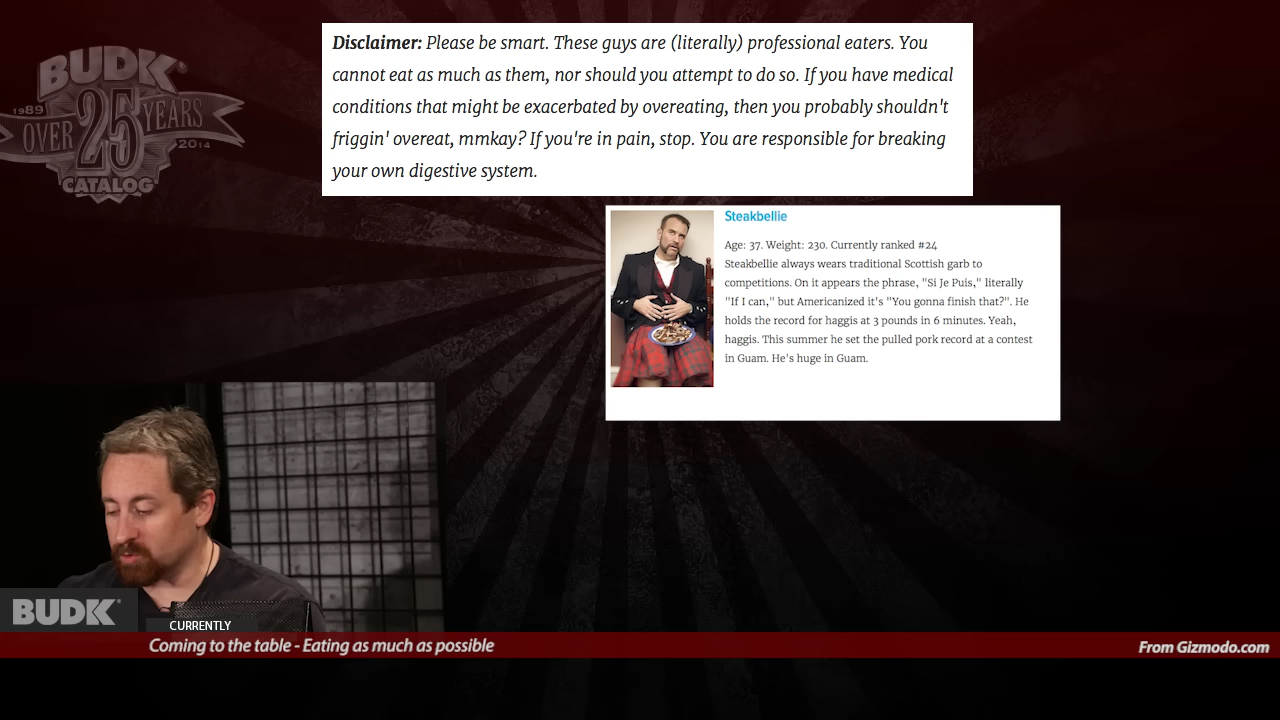 Disclaimer: Please be smart. These guys are (literally) professional eaters. You
cannot eat as much as them, nor should you attempt to do so. If you have medical
conditions that might be exacerbated by overeating, then you probably shouldn't
friggin' overeat, mmkay? If you're in pain, stop. You are responsible for breaking
your own digestive system.
BUDK
1989
OVER 25 YEARS
2014
CATALOG
Steakbellie
Age: 37. Weight: 230. Currently ranked #24
Steakbellie always wears traditional Scottish garb to
competitions. On it appears the phrase, "Si Je Puis," literally
"If I can," but Americanized it's "You gonna finish that?". He
holds the record for haggis at 3 pounds in 6 minutes. Yeah,
haggis. This summer he set the pulled pork record at a contest
in Guam. He's huge in Guam.
BUDK
CURRENTLY
Coming to the table - Eating as much as possible
From Gizmodo.com